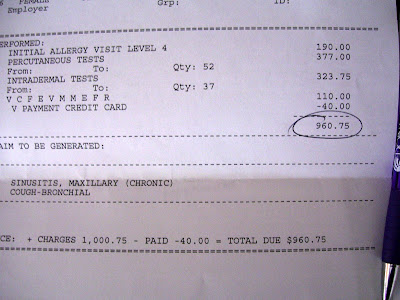 FEMALE Grp: ID:
Employer
ERFORMED:
INITIAL ALLERGY VISIT LEVEL 4 190.00
PERCUTANEOUS TESTS 377.00
From: To: Qty: 52
INTRADERMAL TESTS 323.75
From: To: Qty: 37
V C F E V M M E F R 110.00
V PAYMENT CREDIT CARD -40.00
960.75
AIM TO BE GENERATED:
SINUSITIS, MAXILLARY (CHRONIC)
COUGH-BRONCHIAL
CE: + CHARGES 1,000.75 - PAID -40.00 = TOTAL DUE $960.75